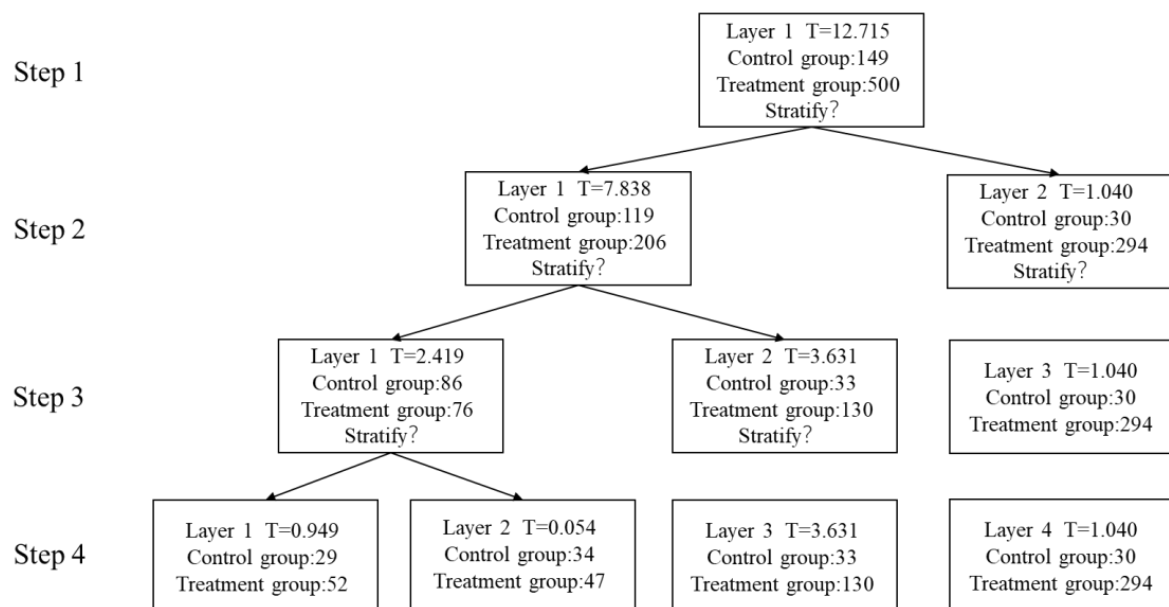 Step 1
Layer 1 T=12.715
Control group:149
Treatment group:500
Stratify?
Step 2
Layer 1 T=7.838
Control group:119
Treatment group:206
Stratify?
Layer 2 T=1.040
Control group:30
Treatment group:294
Stratify?
Step 3
Layer 1 T=2.419
Control group:86
Treatment group:76
Stratify?
Layer 2 T=3.631
Control group:33
Treatment group:130
Stratify?
Layer 3 T=1.040
Control group:30
Treatment group:294
Step 4
Layer 1 T=0.949
Control group:29
Treatment group:52
Layer 2 T=0.054
Control group:34
Treatment group:47
Layer 3 T=3.631
Control group:33
Treatment group:130
Layer 4 T=1.040
Control group:30
Treatment group:294